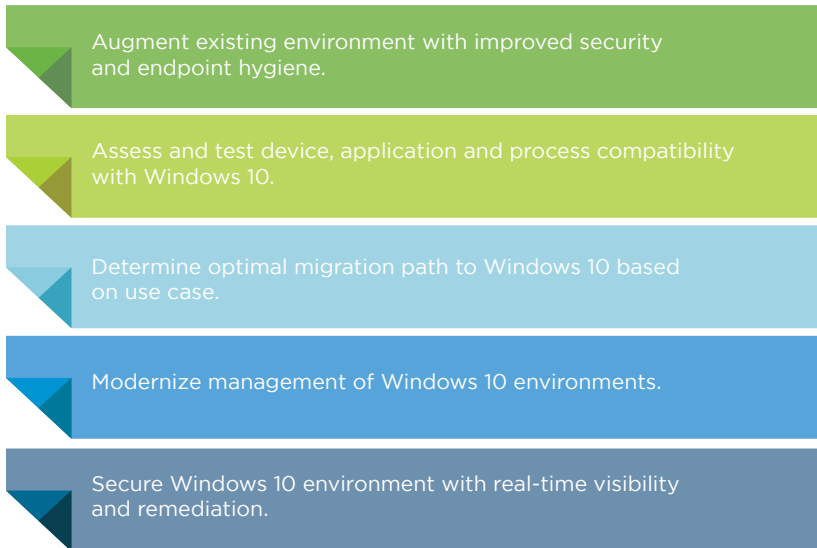 Augment existing environment with improved security
and endpoint hygiene.
Assess and test device, application and process compatibility
with Windows 10.
Determine optimal migration path to Windows 10 based
on use case.
Modernize management of Windows 10 environments.
Secure Windows 10 environment with real-time visibility
and remediation.